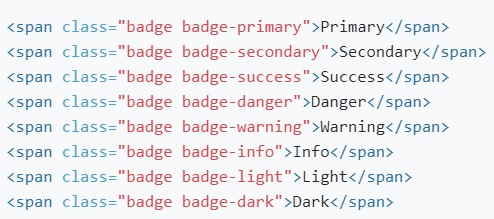 <span class="badge badge-primary">Primary</span>
<span class="badge badge-secondary">Secondary</span>
<span class="badge badge-success">Success</span>
<span class="badge badge-danger">Danger</span>
<span class="badge badge-warning">Warning</span>
<span class="badge badge-info">Info</span>
<span class="badge badge-light">Light</span>
<span class="badge badge-dark">Dark</span>